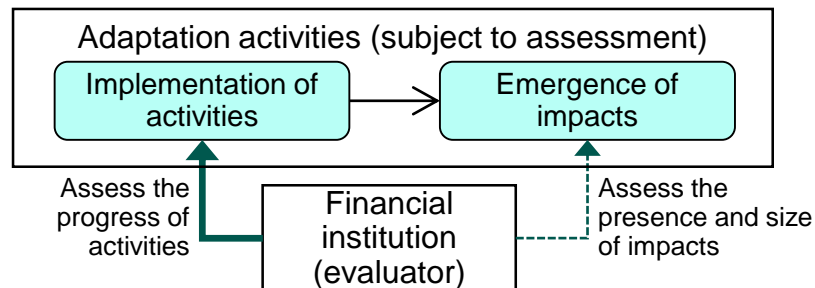 Adaptation activities (subject to assessment)
Implementation of
activities
Emergence of
impacts
Assess the
progress of
activities
Financial
institution
(evaluator)
Assess the
presence and size
of impacts